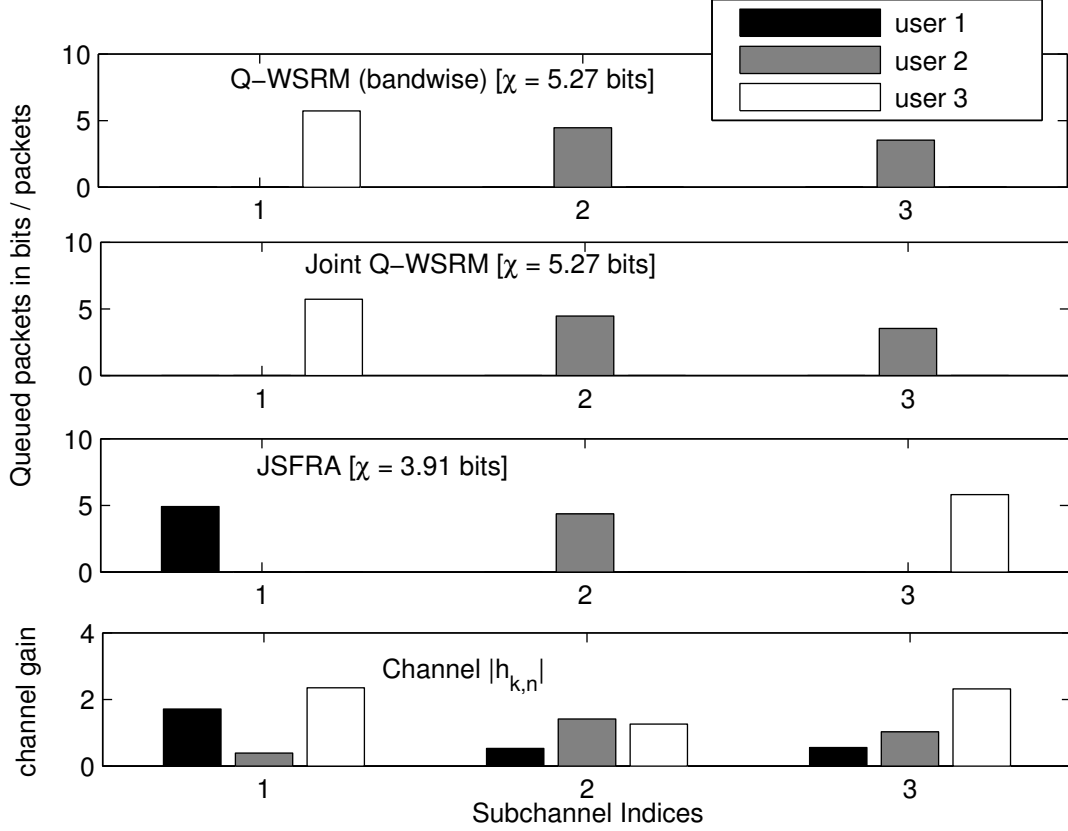 user 1
user 2
user 3
Queued packets in bits / packets
10
5
0
Q−WSRM (bandwise) [χ = 5.27 bits]
1 2 3
10
5
0
Joint Q−WSRM [χ = 5.27 bits]
1 2 3
10
5
0
JSFRA [χ = 3.91 bits]
1 2 3
channel gain
4
2
0
Channel |h_{k,n}|
1 2 3
Subchannel Indices